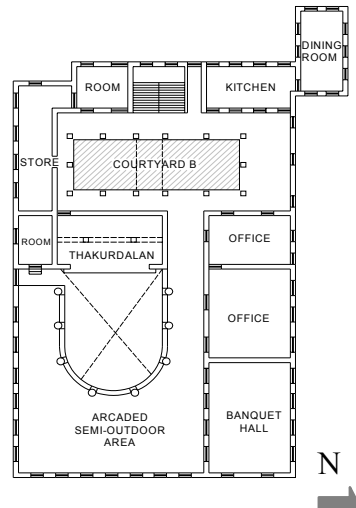 DINING
ROOM
ROOM
KITCHEN
STORE
COURTYARD B
ROOM
THAKURDALAN
OFFICE
OFFICE
ARCADED
SEMI-OUTDOOR
AREA
BANQUET
HALL
N